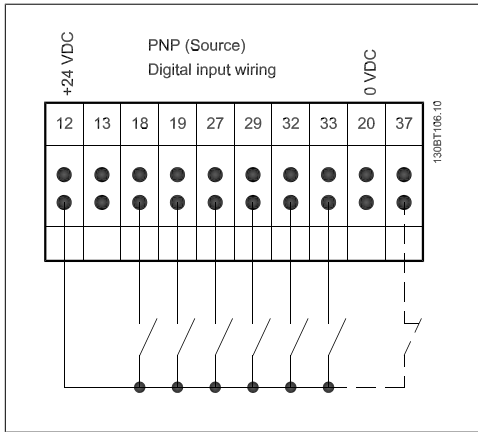 PNP (Source)
Digital input wiring
+24 VDC
0 VDC
12 13 18 19 27 29 32 33 20 37
130BT106.10